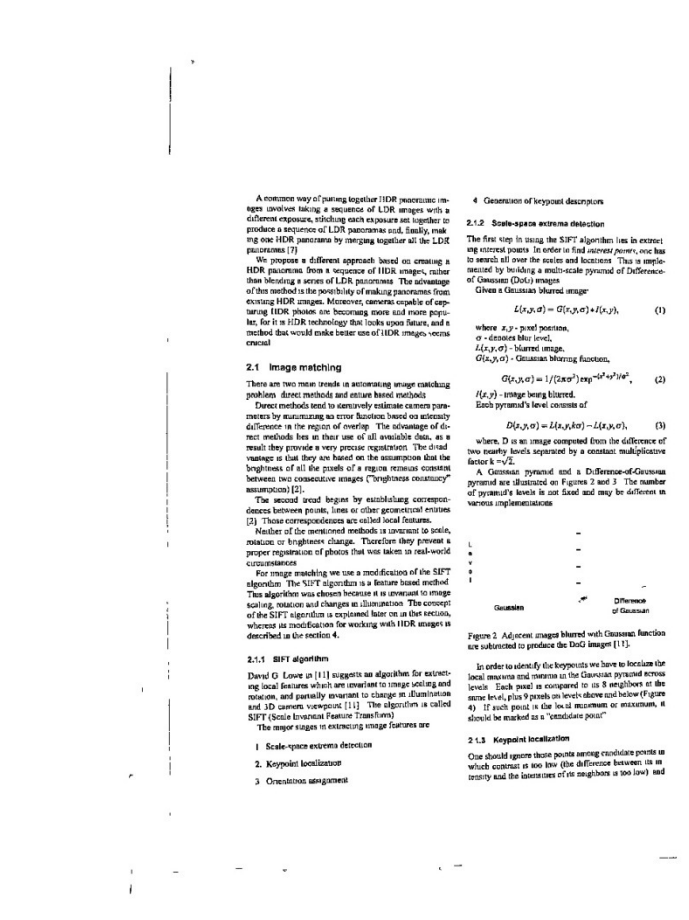 A common way of putting together HDR panoramic im-
ages involves taking a sequence of LDR images with a
different exposure, stitching each exposure set together to
produce a sequence of LDR panoramas and, finally, mak
ing one HDR panorama by merging together all the LDR
panoramas [7]
We propose a different approach based on creating a
HDR panorama from a sequence of HDR images, rather
than blending a series of LDR panoramas The advantage
of this method is the possibility of making panoramas from
existing HDR images. Moreover, cameras capable of cap-
turing HDR photos are becoming more and more popu-
lar, for it is HDR technology that looks upon future, and a
method that would make better use of HDR images seems
crucial
2.1 Image matching
There are two main trends in automating image matching
problem direct methods and feature based methods
Direct methods tend to iteratively estimate camera para-
meters by minimizing an error function based on intensity
difference in the region of overlap The advantage of di-
rect methods lies in their use of all available data, as a
result they provide a very precise registration The disad
vantage is that they are based on the assumption that the
brightness of all the pixels of a region remains constant
between two consecutive images ("brightness constancy"
assumption) [2].
The second trend begins by establishing correspon-
dences between points, lines or other geometrical entities
[2] Those correspondences are called local features.
Neither of the mentioned methods is invariant to scale,
rotation or brightness change. Therefore they prevent a
proper registration of photos that was taken in real-world
circumstances
For image matching we use a modification of the SIFT
algorithm The SIFT algorithm is a feature based method
This algorithm was chosen because it is invariant to image
scaling, rotation and changes in illumination The concept
of the SIFT algorithm is explained later on in this section,
whereas its modification for working with HDR images is
described in the section 4.
2.1.1 SIFT algorithm
David G Lowe in [11] suggests an algorithm for extract-
ing local features which are invariant to image scaling and
rotation, and partially invariant to change in illumination
and 3D camera viewpoint [11] The algorithm is called
SIFT (Scale Invariant Feature Transform)
The major stages in extracting image features are
1 Scale-space extrema detection
2. Keypoint localization
3 Orientation assignment
4 Generation of keypoint descriptors
2.1.2 Scale-space extrema detection
The first step in using the SIFT algorithm lies in extract
ing interest points In order to find interest points, one has
to search all over the scales and locations This is imple-
mented by building a multi-scale pyramid of Difference-
of Gaussian (DoGs) images
Given a Gaussian blurred image
L(x,y,σ) = G(x,y,σ) * I(x,y), (1)
where x,y - pixel position,
σ - denotes blur level,
L(x,y,σ) - blurred image,
G(x,y,σ) - Gaussian blurring function,
G(x,y,σ) = 1/(2πσ²) exp^−(x²+y²)/σ², (2)
I(x,y) - image being blurred.
Each pyramid's level consists of
D(x,y,σ) = L(x,y,kσ) − L(x,y,σ), (3)
where, D is an image computed from the difference of
two nearby levels separated by a constant multiplicative
factor k =√2.
A Gaussian pyramid and a Difference-of-Gaussian
pyramid are illustrated on Figures 2 and 3 The number
of pyramid's levels is not fixed and may be different in
various implementations
Gaussian
Difference
of Gaussian
Figure 2 Adjecent images blurred with Gaussian function
are subtracted to produce the DoG images [11].
In order to identify the keypoints we have to localize the
local maxima and minima in the Gaussian pyramid across
levels Each pixel is compared to its 8 neighbors at the
same level, plus 9 pixels on levels above and below (Figure
4) If such point is the local minimum or maximum, it
should be marked as a "candidate point"
2 1.3 Keypoint localization
One should ignore those points among candidate points in
which contrast is too low (the difference between its in
tensity and the intensities of its neighbors is too low) and